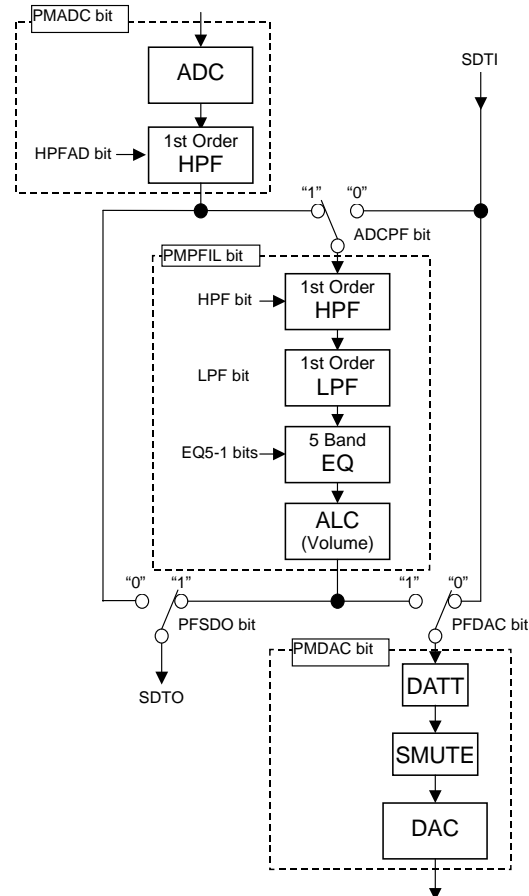 PMADC bit
ADC
SDTI
HPFAD bit
1st Order
HPF
“1”
“0”
ADCPF bit
PMPFIL bit
HPF bit
1st Order
HPF
LPF bit
1st Order
LPF
EQ5-1 bits
5 Band
EQ
ALC
(Volume)
“0”
“1”
“1”
“0”
PFSDO bit
PFDAC bit
PMDAC bit
SDTO
DATT
SMUTE
DAC